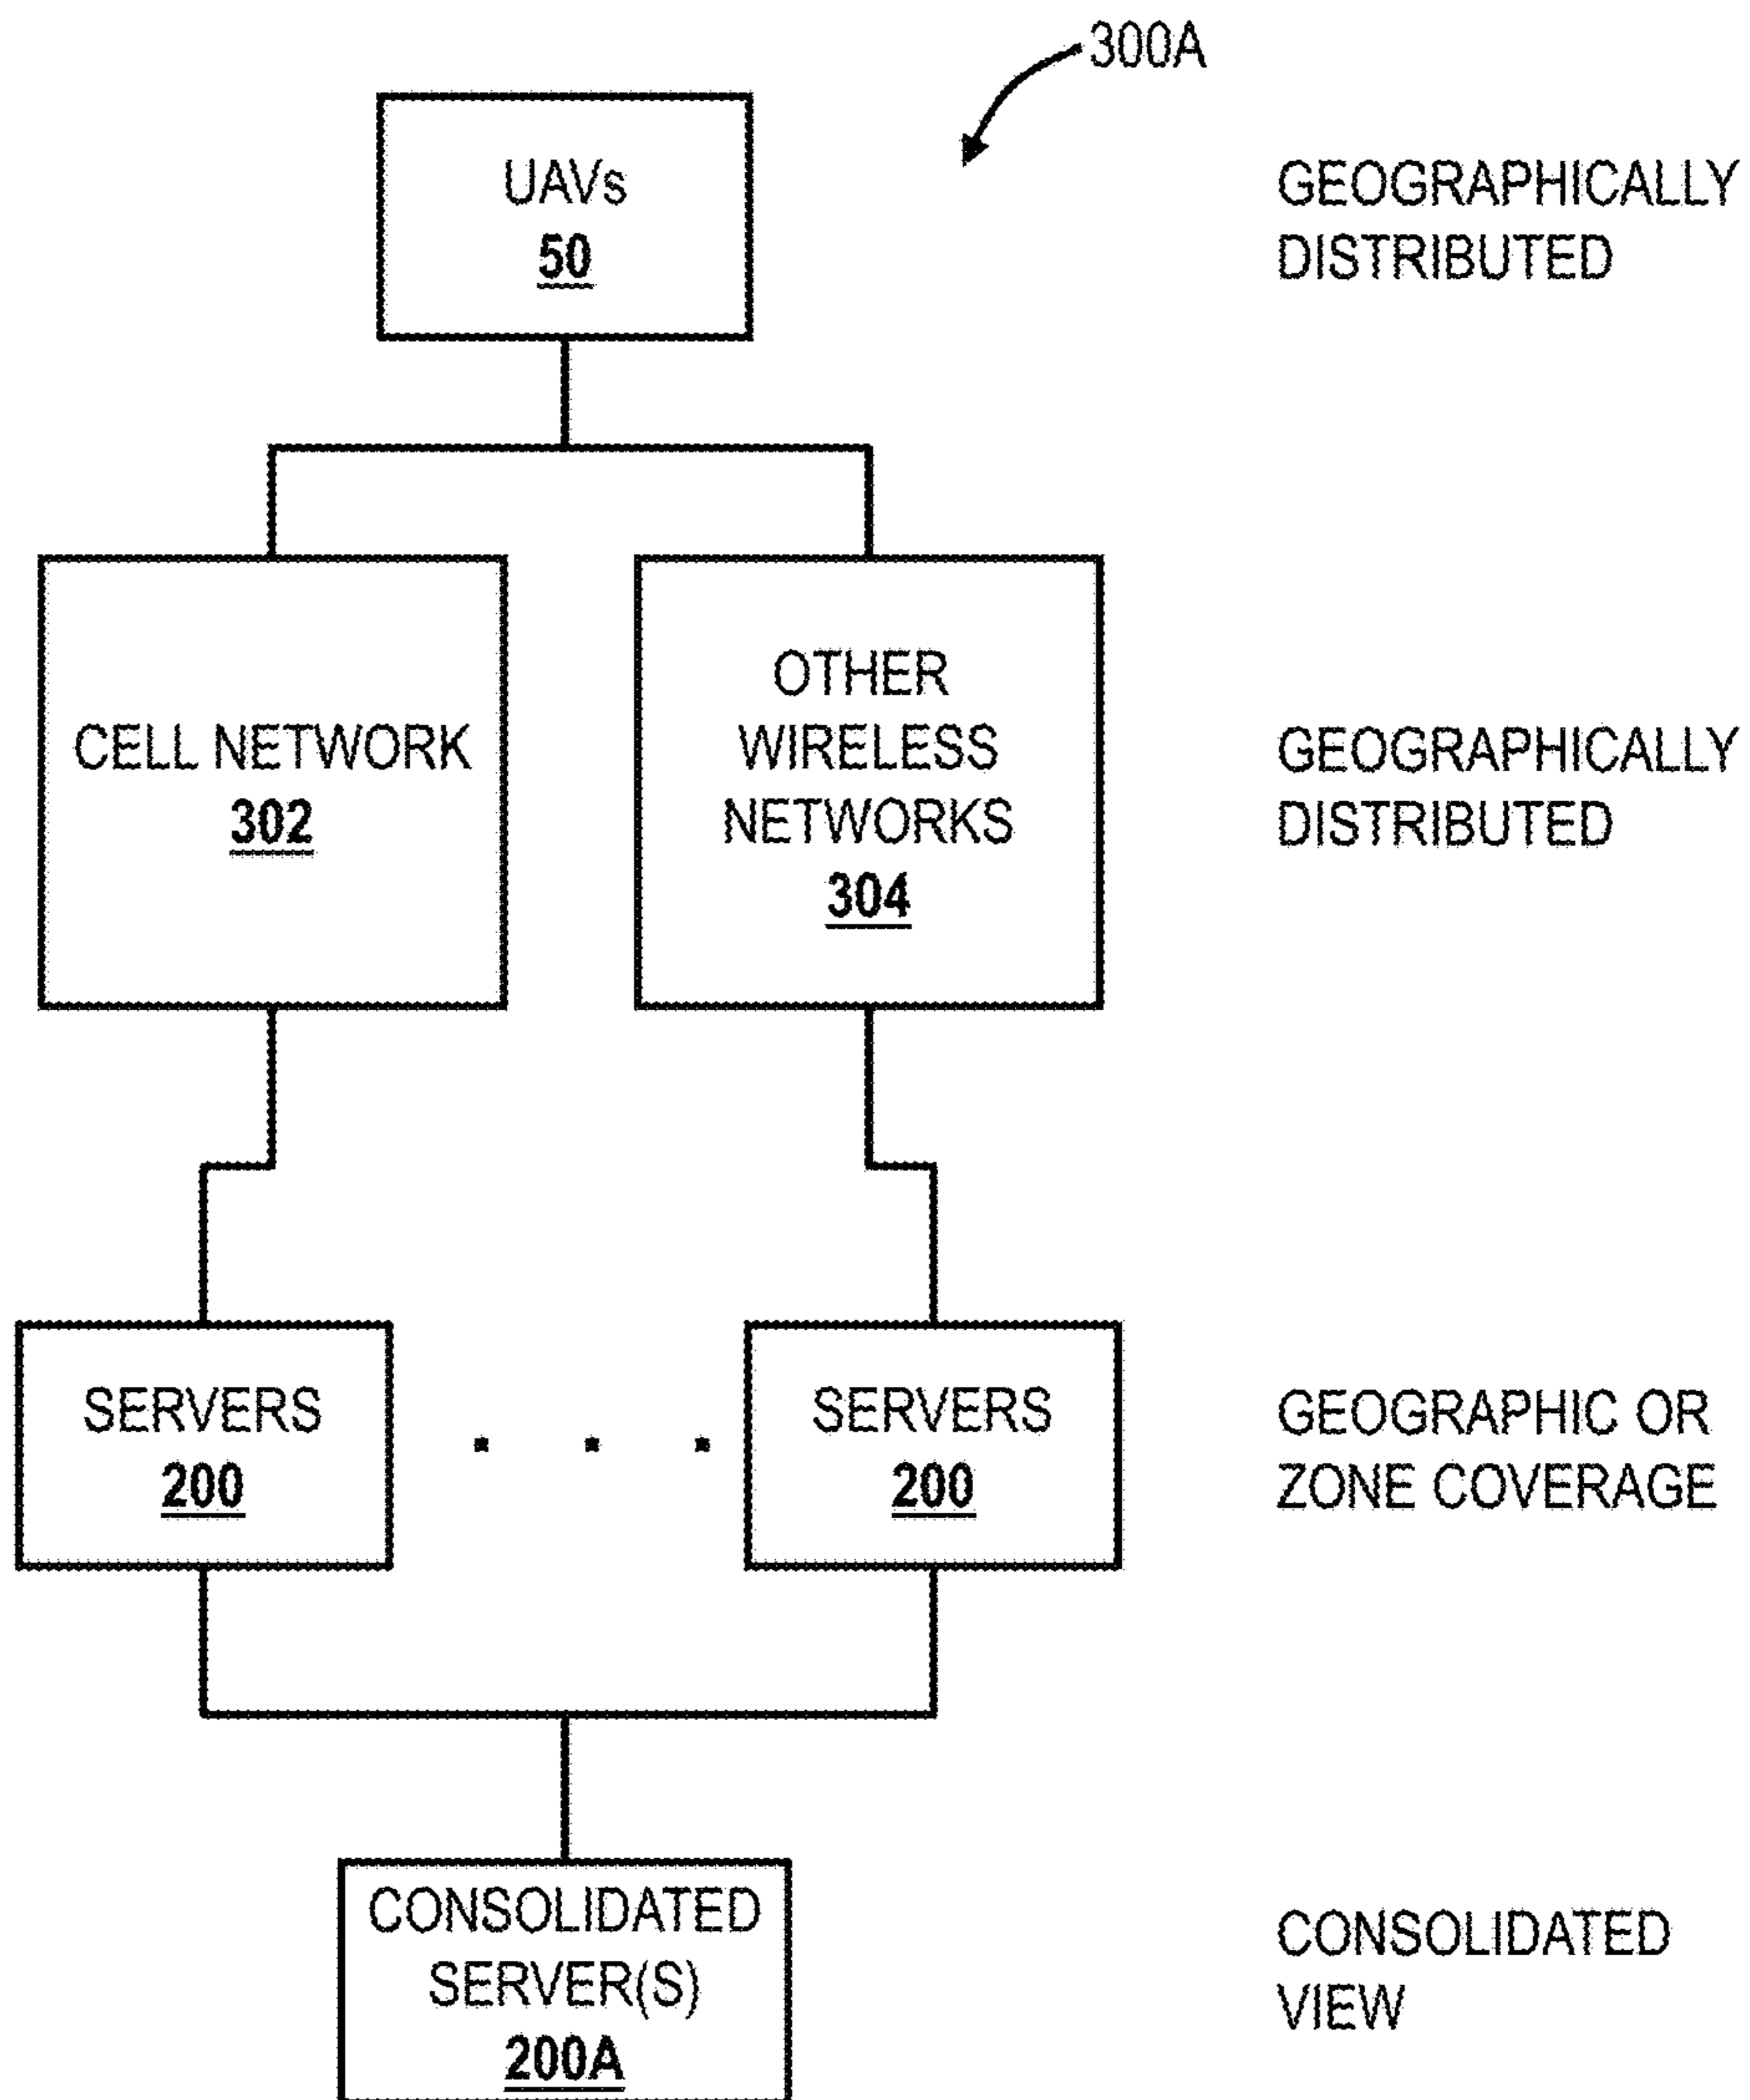 300A
UAVs
50
GEOGRAPHICALLY
DISTRIBUTED
CELL NETWORK
302
OTHER
WIRELESS
NETWORKS
304
GEOGRAPHICALLY
DISTRIBUTED
SERVERS
200
. . .
SERVERS
200
GEOGRAPHIC OR
ZONE COVERAGE
CONSOLIDATED
SERVER(S)
200A
CONSOLIDATED
VIEW